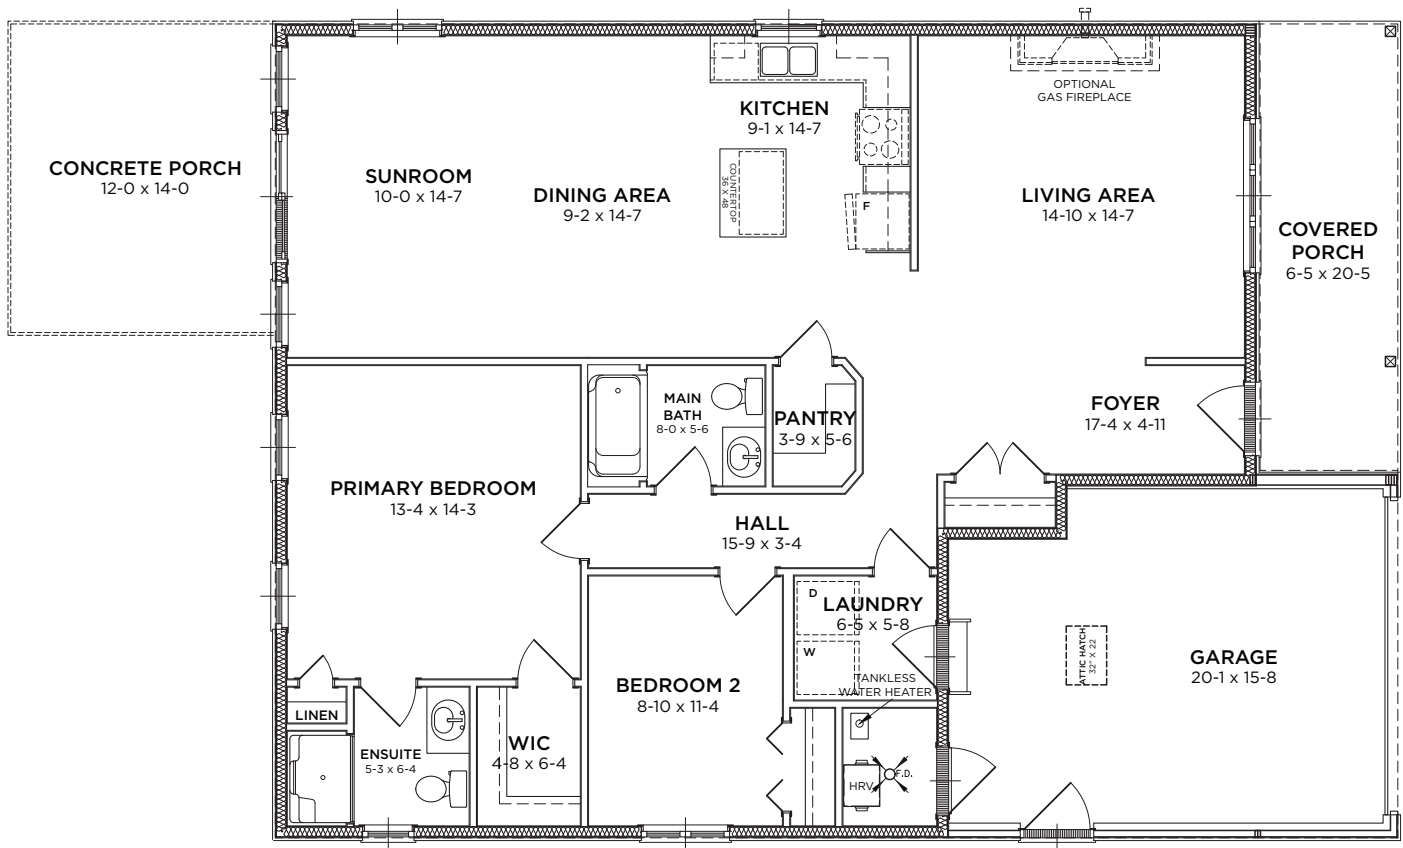 OPTIONAL
GAS FIREPLACE
KITCHEN
9-1 x 14-7
CONCRETE PORCH
12-0 x 14-0
SUNROOM
10-0 x 14-7
DINING AREA
9-2 x 14-7
COUNTERTOP
36 X 48
F
LIVING AREA
14-10 x 14-7
COVERED
PORCH
6-5 x 20-5
MAIN
BATH
8-0 x 5-6
PANTRY
3-9 x 5-6
FOYER
17-4 x 4-11
PRIMARY BEDROOM
13-4 x 14-3
HALL
15-9 x 3-4
D
LAUNDRY
6-5 x 5-8
W
TANKLESS
WATER HEATER
ATTIC HATCH
32" X 22
GARAGE
20-1 x 15-8
BEDROOM 2
8-10 x 11-4
LINEN
ENSUITE
5-3 x 6-4
WIC
4-8 x 6-4
HRV
F.D.